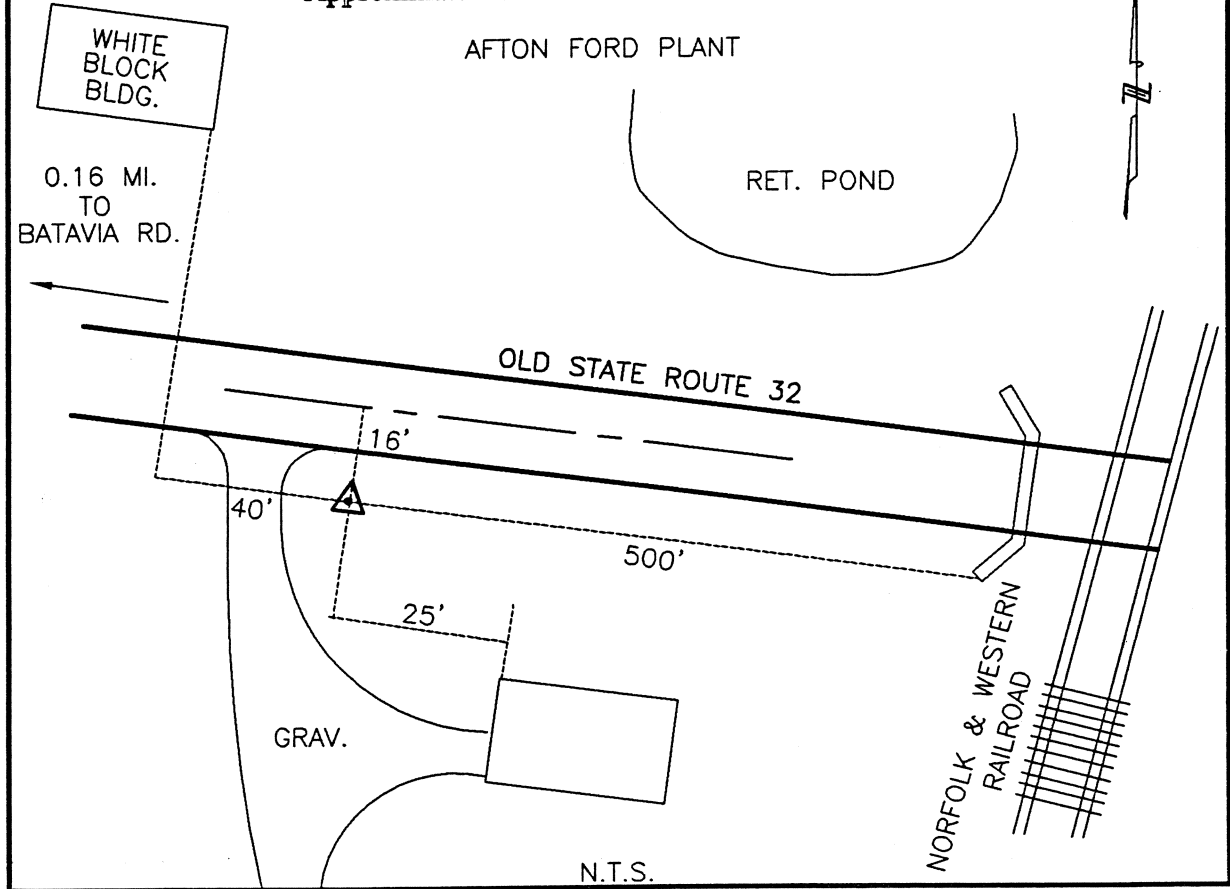 AFTON FORD PLANT
WHITE
BLOCK
BLDG.
N
RET. POND
0.16 MI.
TO
BATAVIA RD.
OLD STATE ROUTE 32
16'
40'
500'
25'
NORFOLK & WESTERN
RAILROAD
GRAV.
N.T.S.